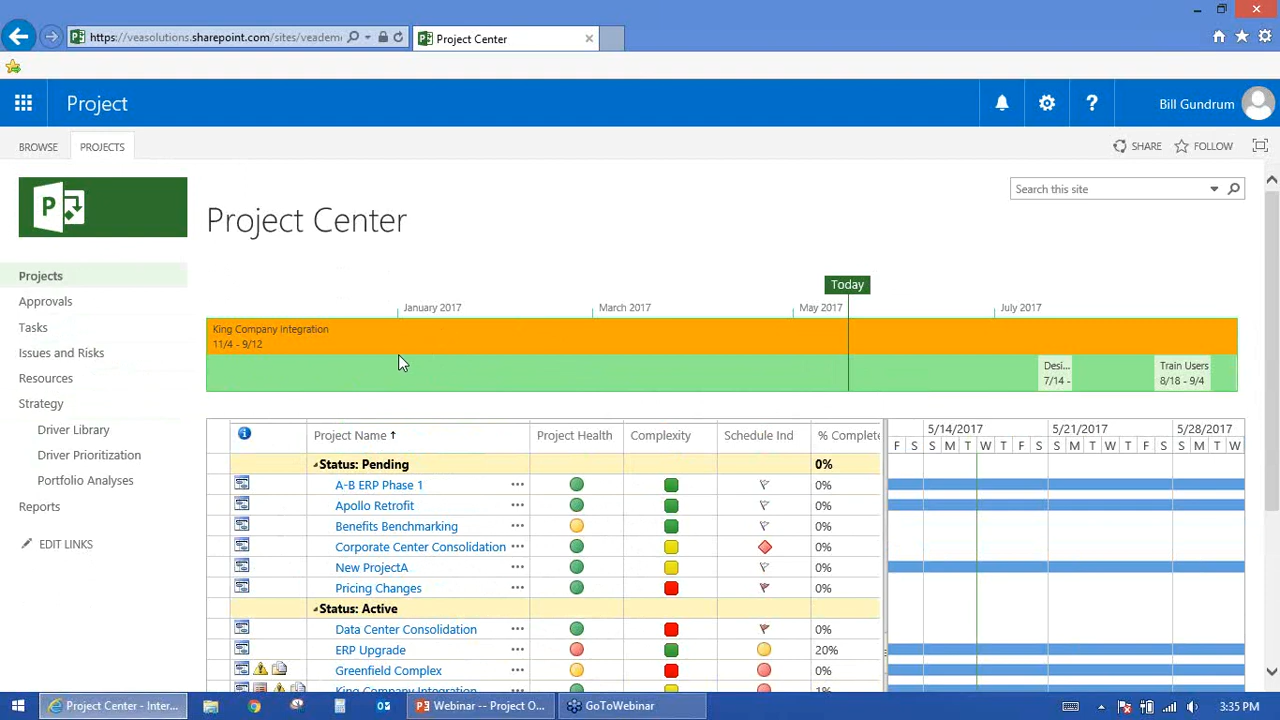 https://veasolutions.sharepoint.com/sites/veademo
Project Center
Project
Bill Gundrum
BROWSE
PROJECTS
SHARE
FOLLOW
P
Search this site
Project Center
Projects
Approvals
Tasks
Issues and Risks
Resources
Strategy
Driver Library
Driver Prioritization
Portfolio Analyses
Reports
EDIT LINKS
Today
January 2017 March 2017 May 2017 July 2017
King Company Integration
11/4 - 9/12
Desi...
7/14 -
Train Users
8/18 - 9/4
Project Name Project Health Complexity Schedule Ind % Complete
5/14/2017 5/21/2017 5/28/2017
F S S M T W T F S S M T W T F S S M T W
Status: Pending 0%
A-B ERP Phase 1 0%
Apollo Retrofit 0%
Benefits Benchmarking 0%
Corporate Center Consolidation 0%
New ProjectA 0%
Pricing Changes 0%
Status: Active
Data Center Consolidation 0%
ERP Upgrade 20%
Greenfield Complex 0%
King Company Integration 1%
Project Center - Inter...
Webinar -- Project O...
GoToWebinar
3:35 PM